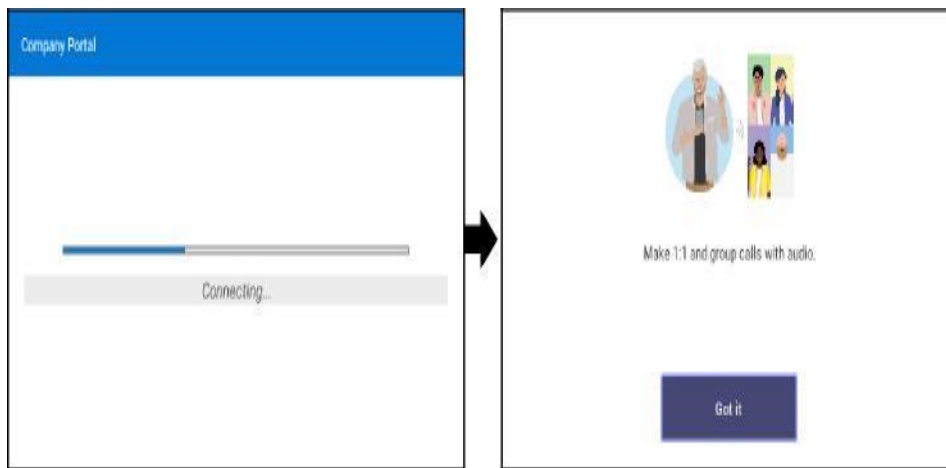 Company Portal
Connecting...
Make 1:1 and group calls with audio.
Got it